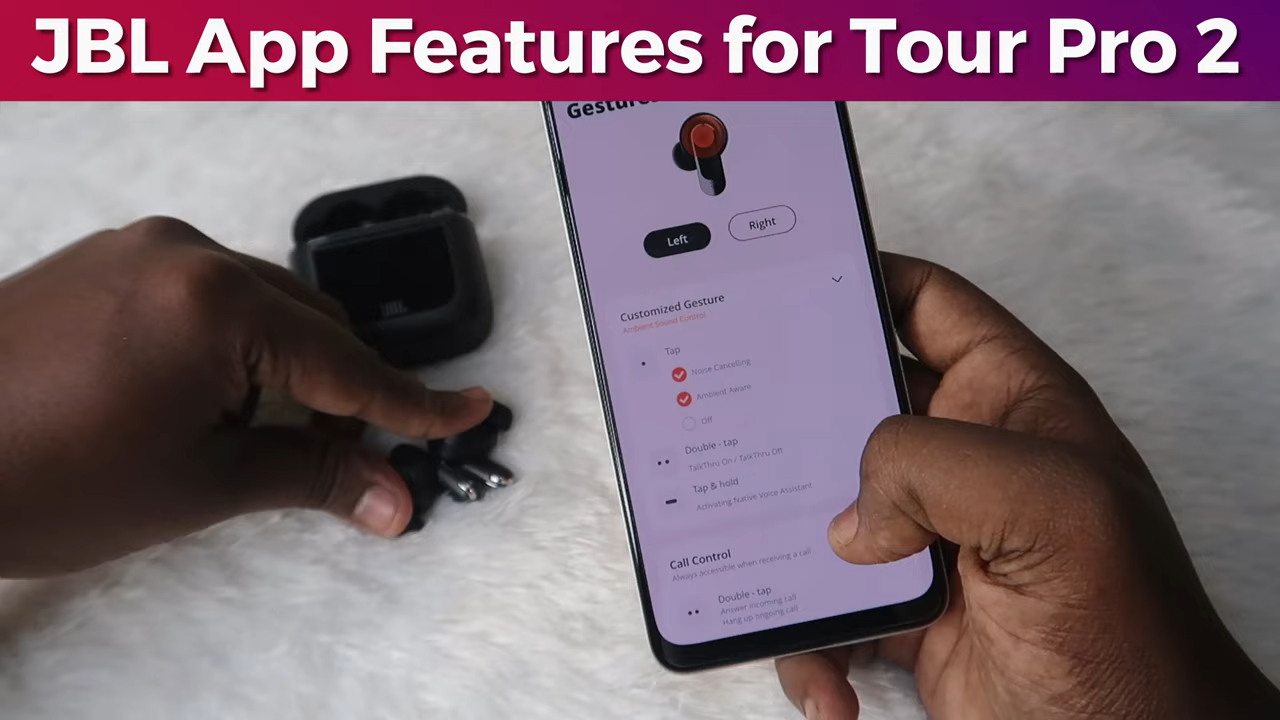 JBL App Features for Tour Pro 2
Gestures
Left
Right
Customized Gesture
Ambient Sound Control
Tap
Noise Cancelling
Ambient Aware
Off
Double - tap
TalkThru On / TalkThru Off
Tap & hold
Activating Native Voice Assistant
Call Control
Always accessible when receiving a call
Double - tap
Answer incoming call
Hang up ongoing call
JBL